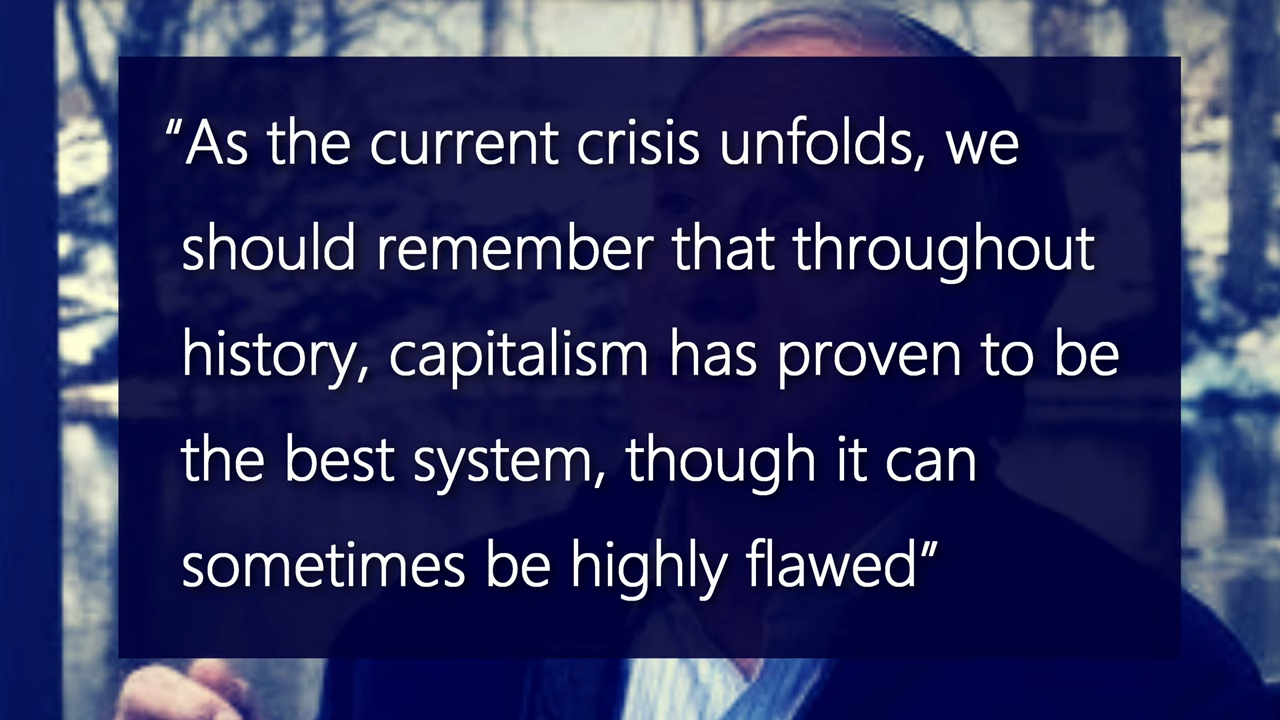 “As the current crisis unfolds, we
should remember that throughout
history, capitalism has proven to be
the best system, though it can
sometimes be highly flawed”